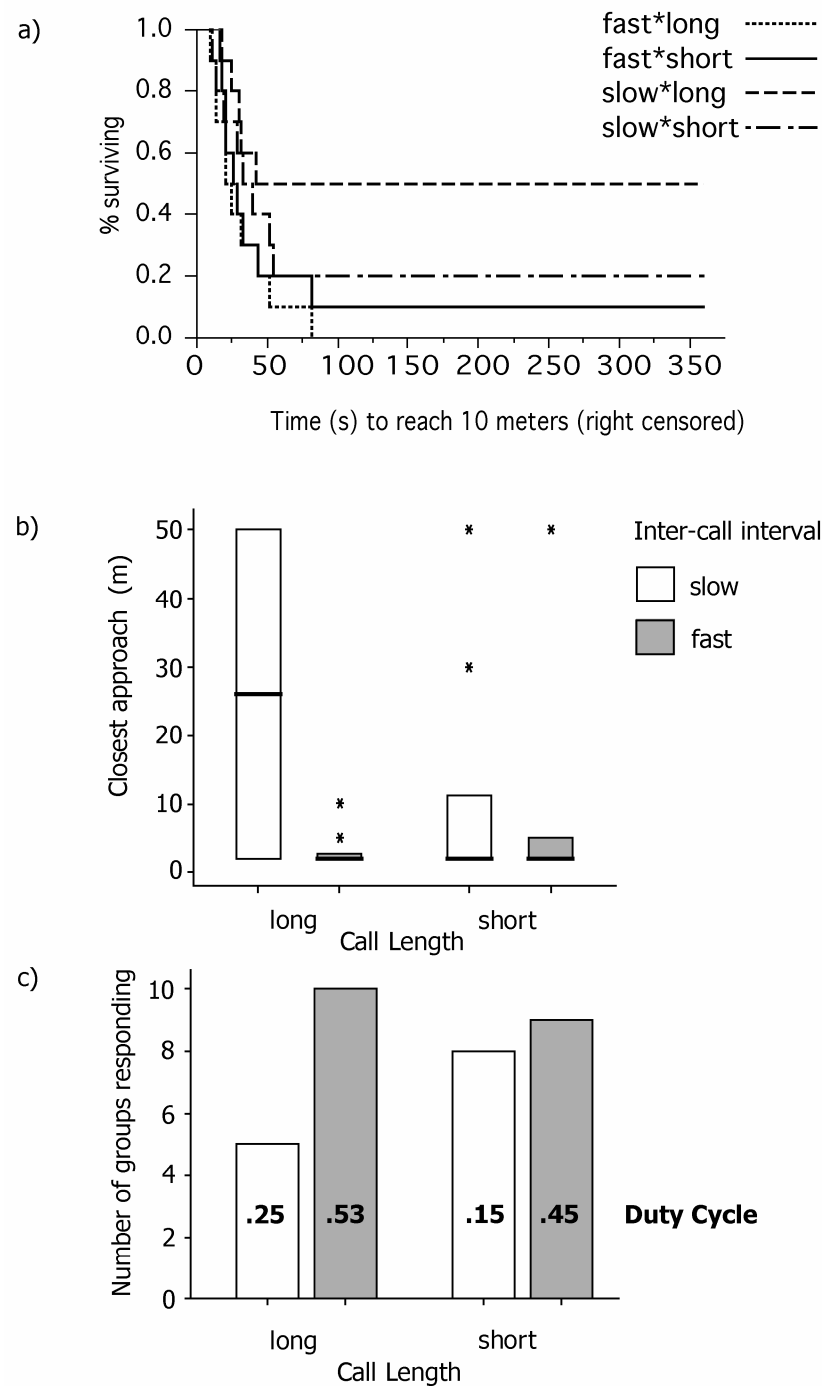 a)
fast*long
fast*short
slow*long
slow*short
% surviving
1.0
0.8
0.6
0.4
0.2
0.0
0 50 100 150 200 250 300 350
Time (s) to reach 10 meters (right censored)
b)
Closest approach (m)
50
40
30
20
10
0
* *
*
*
*
Inter-call interval
slow
fast
long short
Call Length
c)
Number of groups responding
10
8
6
4
2
0
.25 .53 .15 .45 Duty Cycle
long short
Call Length